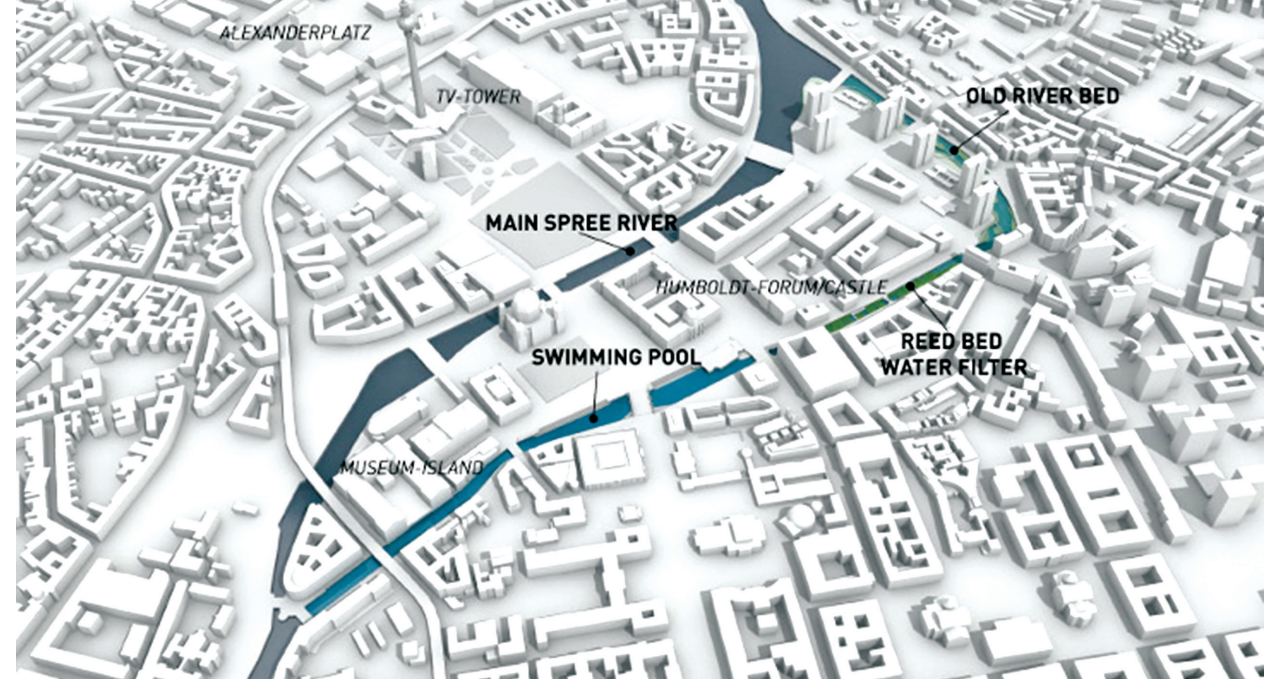 ALEXANDERPLATZ
TV-TOWER
OLD RIVER BED
MAIN SPREE RIVER
HUMBOLDT-FORUM/CASTLE
REED BED
WATER FILTER
SWIMMING POOL
MUSEUM-ISLAND